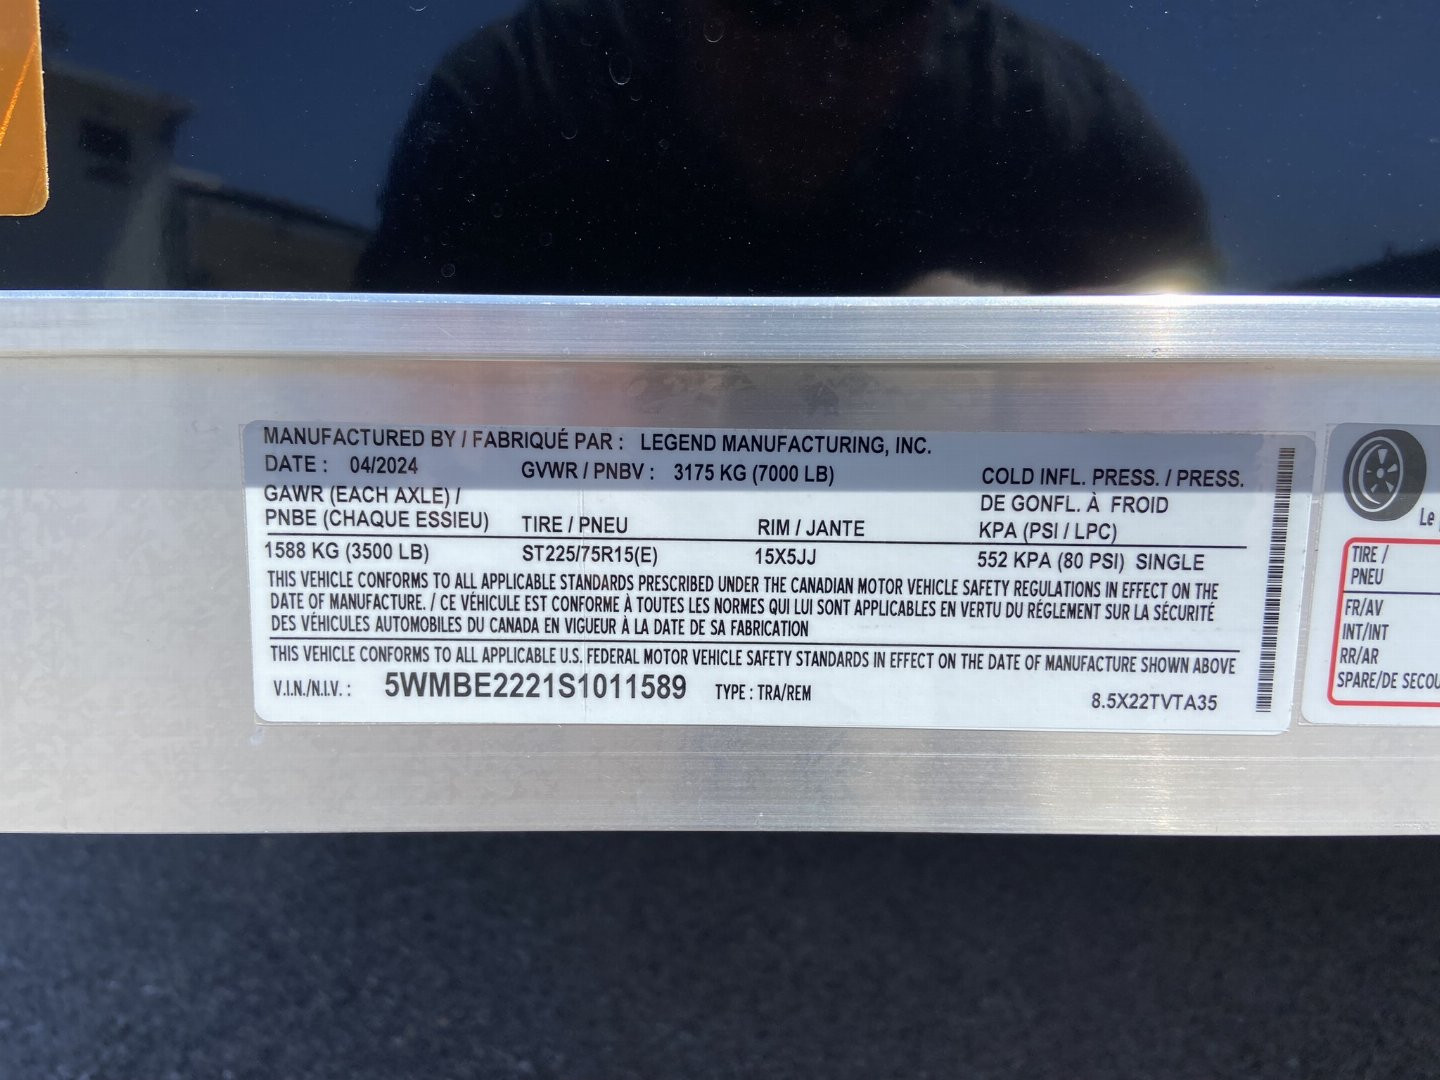 MANUFACTURED BY / FABRIQUÉ PAR : LEGEND MANUFACTURING, INC.
DATE : 04/2024 GVWR / PNBV : 3175 KG (7000 LB)
COLD INFL. PRESS. / PRESS.
DE GONFL. À FROID
KPA (PSI / LPC)
GAWR (EACH AXLE) /
PNBE (CHAQUE ESSIEU) TIRE / PNEU RIM / JANTE
1588 KG (3500 LB) ST225/75R15(E) 15X5JJ 552 KPA (80 PSI) SINGLE
THIS VEHICLE CONFORMS TO ALL APPLICABLE STANDARDS PRESCRIBED UNDER THE CANADIAN MOTOR VEHICLE SAFETY REGULATIONS IN EFFECT ON THE
DATE OF MANUFACTURE. / CE VÉHICULE EST CONFORME À TOUTES LES NORMES QUI LUI SONT APPLICABLES EN VERTU DU RÉGLEMENT SUR LA SÉCURITÉ
DES VÉHICULES AUTOMOBILES DU CANADA EN VIGUEUR À LA DATE DE SA FABRICATION
THIS VEHICLE CONFORMS TO ALL APPLICABLE U.S. FEDERAL MOTOR VEHICLE SAFETY STANDARDS IN EFFECT ON THE DATE OF MANUFACTURE SHOWN ABOVE
V.I.N./N.I.V. : 5WMBE2221S1011589 TYPE : TRA/REM 8.5X22TVTA35
Le
TIRE /
PNEU
FR/AV
INT/INT
RR/AR
SPARE/DE